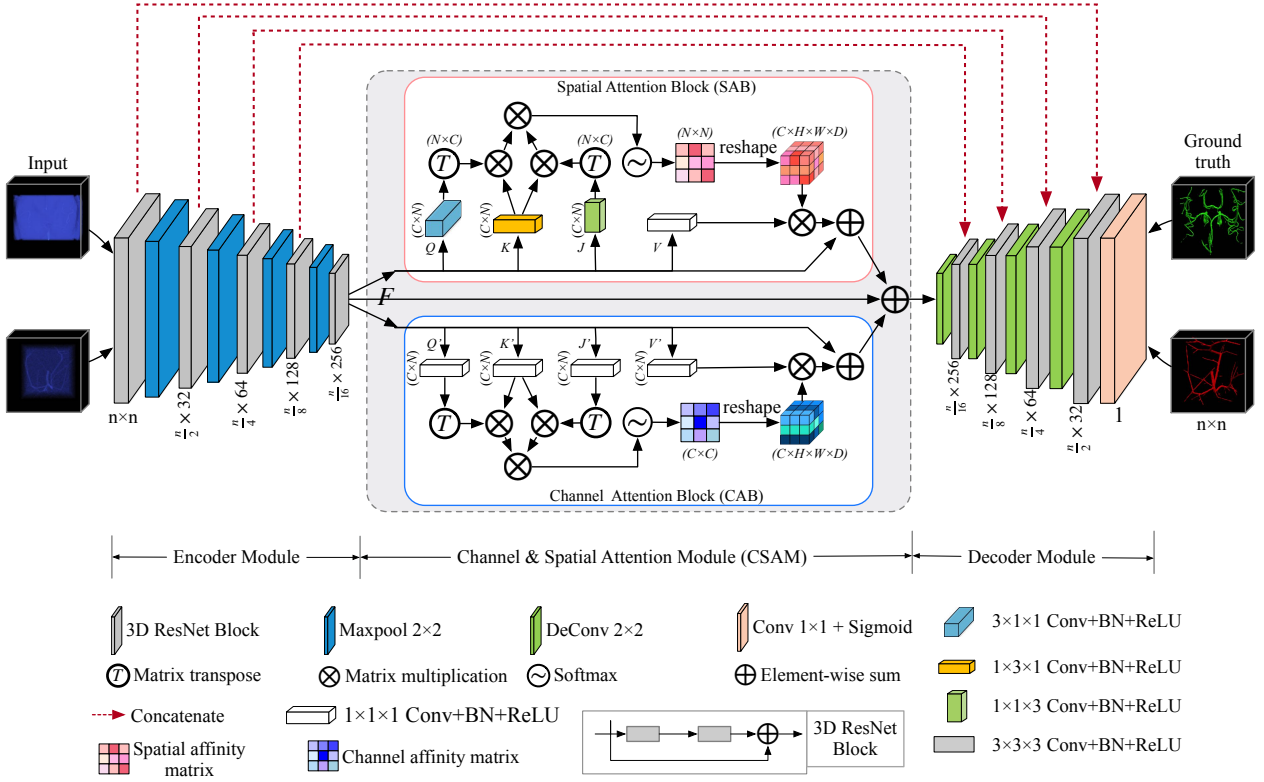 Spatial Attention Block (SAB)
(N×C)
(N×C)
(N×N)
(C×H×W×D)
T
T
reshape
Input
Ground
truth
(C×N)
(C×N)
(C×N)
(C×N)
Q
K
J
V
F
Q'
K'
J'
V'
(C×N)
(C×N)
(C×N)
(C×N)
T
T
reshape
(C×C)
(C×H×W×D)
Channel Attention Block (CAB)
n×n
n/2 × 32
n/4 × 64
n/8 × 128
n/16 × 256
n/16 × 256
n/8 × 128
n/4 × 64
n/2 × 32
1
n×n
Encoder Module
Channel & Spatial Attention Module (CSAM)
Decoder Module
3D ResNet Block
Maxpool 2×2
DeConv 2×2
Conv 1×1 + Sigmoid
3×1×1 Conv+BN+ReLU
T Matrix transpose
Matrix multiplication
Softmax
Element-wise sum
1×3×1 Conv+BN+ReLU
Concatenate
1×1×1 Conv+BN+ReLU
1×1×3 Conv+BN+ReLU
Spatial affinity
matrix
Channel affinity
matrix
3D ResNet
Block
3×3×3 Conv+BN+ReLU